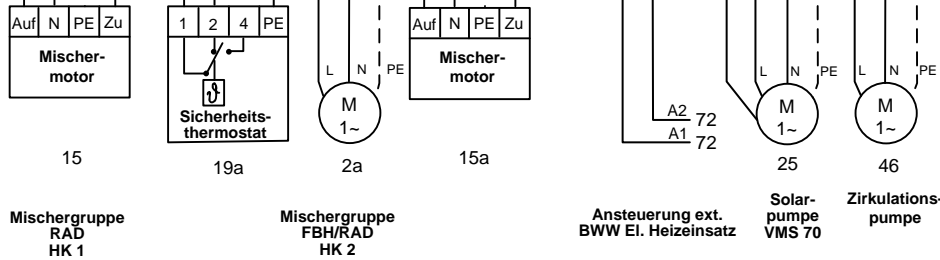 Auf N PE Zu
Mischer-
motor
15
1 2 4 PE
ϑ
Sicherheits-
thermostat
19a
L N PE
M
1~
2a
Auf N PE Zu
Mischer-
motor
15a
A2 72
A1 72
L N PE
M
1~
25
L N PE
M
1~
46
Mischergruppe
RAD
HK 1
Mischergruppe
FBH/RAD
HK 2
Ansteuerung ext.
BWW El. Heizeinsatz
Solar-
pumpe
VMS 70
Zirkulations-
pumpe